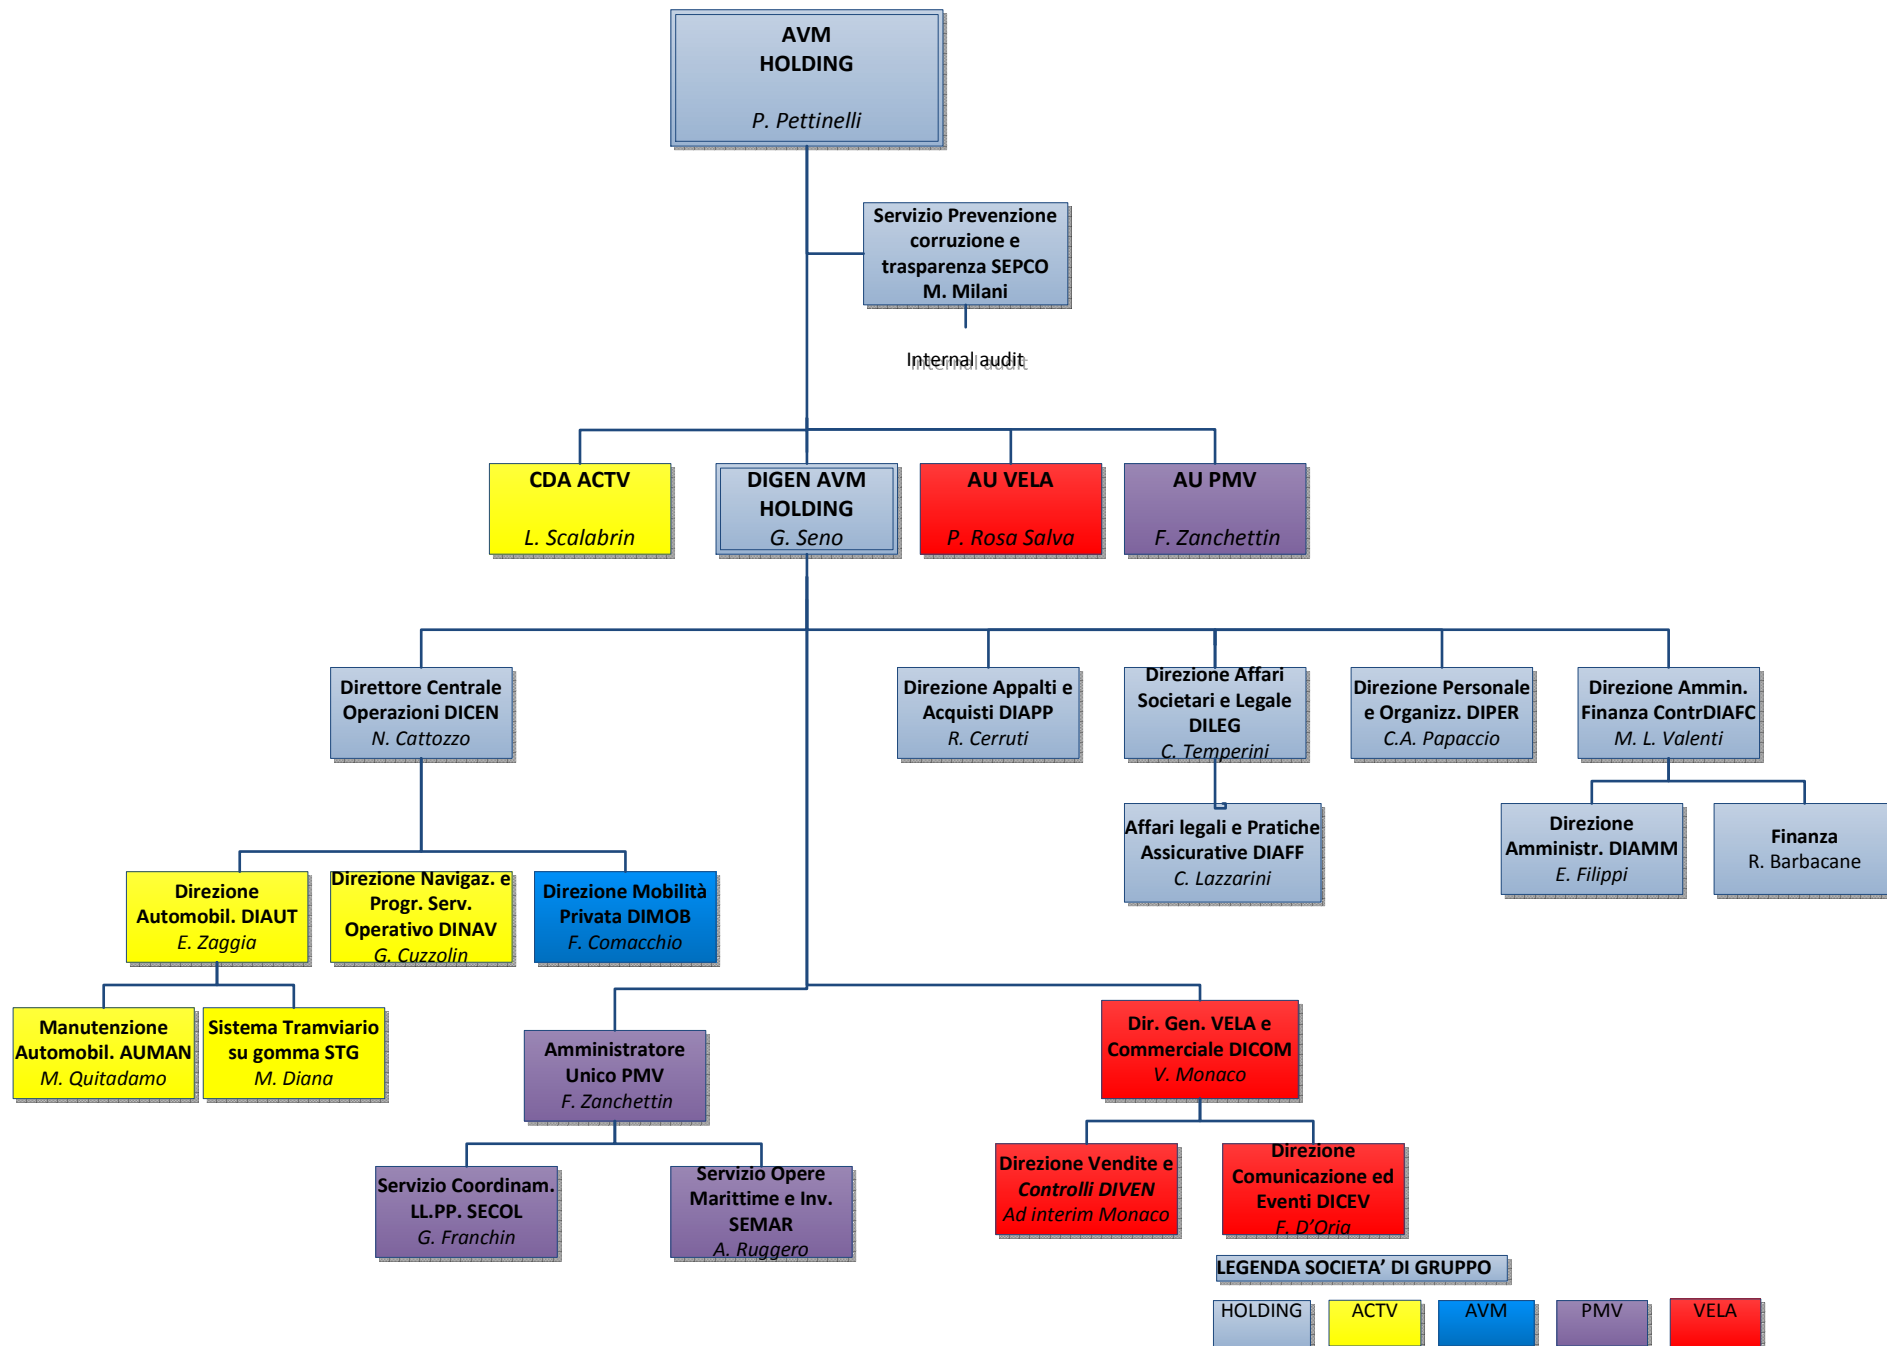 AVM
HOLDING
P. Pettinelli
Servizio Prevenzione
corruzione e
trasparenza SEPCO
M. Milani
Internal audit
CDA ACTV
L. Scalabrin
DIGEN AVM
HOLDING
G. Seno
AU VELA
P. Rosa Salva
AU PMV
F. Zanchettin
Direttore Centrale
Operazioni DICEN
N. Cattozzo
Direzione Appalti e
Acquisti DIAPP
R. Cerruti
Direzione Affari
Societari e Legale
DILEG
C. Temperini
Direzione Personale
e Organizz. DIPER
C.A. Papaccio
Direzione Ammin.
Finanza ContrDIAFC
M. L. Valenti
Affari legali e Pratiche
Assicurative DIAFF
C. Lazzarini
Direzione
Amministr. DIAMM
E. Filippi
Finanza
R. Barbacane
Direzione
Automobil. DIAUT
E. Zaggia
Direzione Navigaz. e
Progr. Serv.
Operativo DINAV
G. Cuzzolin
Direzione Mobilità
Privata DIMOB
F. Comacchio
Manutenzione
Automobil. AUMAN
M. Quitadamo
Sistema Tramviario
su gomma STG
M. Diana
Amministratore
Unico PMV
F. Zanchettin
Dir. Gen. VELA e
Commerciale DICOM
V. Monaco
Servizio Coordinam.
LL.PP. SECOL
G. Franchin
Servizio Opere
Marittime e Inv.
SEMAR
A. Ruggero
Direzione Vendite e
Controlli DIVEN
Ad interim Monaco
Direzione
Comunicazione ed
Eventi DICEV
F. D’Oria
LEGENDA SOCIETA’ DI GRUPPO
HOLDING
ACTV
AVM
PMV
VELA